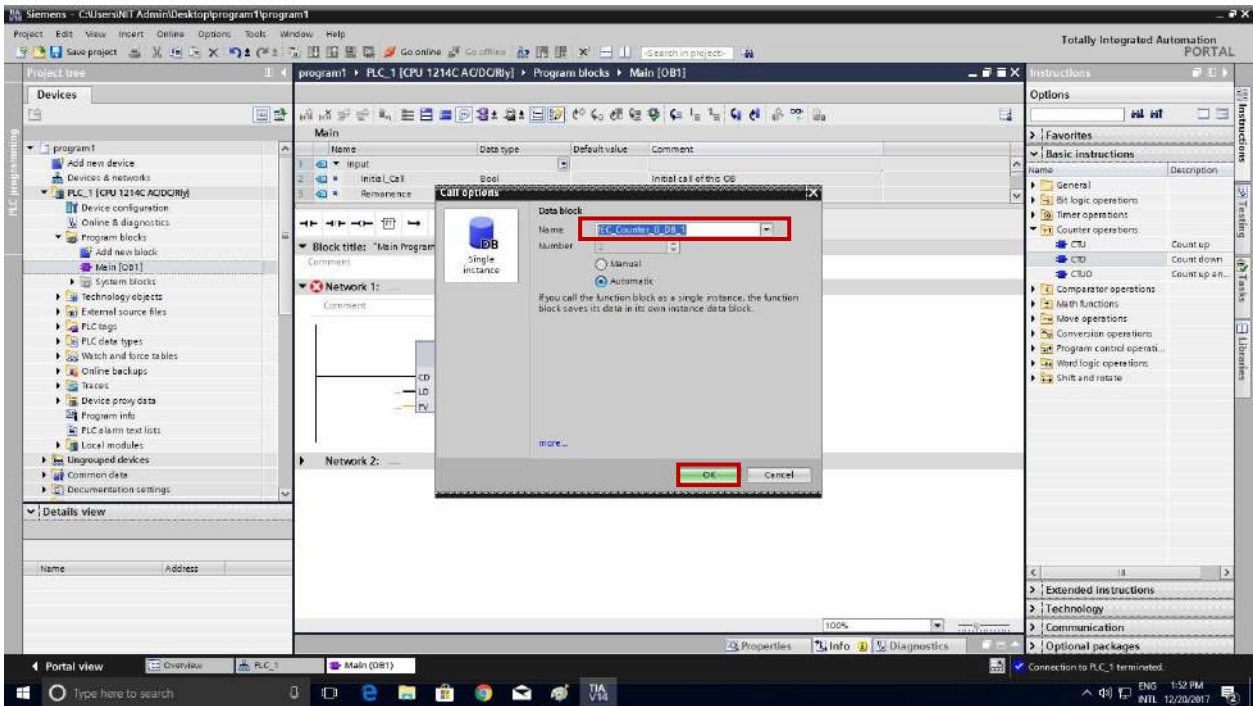 Siemens - C:\Users\NIT Admin\Desktop\program1\program1
Project Edit View Insert Online Options Tools Window Help
Totally Integrated Automation
PORTAL
Save project
Go online
Go offline
<Search in project>
Project tree
Devices
PLC programming
program1
Add new device
Devices & networks
PLC_1 [CPU 1214C AC/DC/Rly]
Device configuration
Online & diagnostics
Program blocks
Add new block
Main [OB1]
System blocks
Technology objects
External source files
PLC tags
PLC data types
Watch and force tables
Online backups
Traces
Device proxy data
Program info
PLC alarm text lists
Local modules
Ungrouped devices
Common data
Documentation settings
Details view
Name Address
program1 PLC_1 [CPU 1214C AC/DC/Rly] Program blocks Main [OB1]
Main
Name Data type Default value Comment
1 Input
2 Initial_Call Bool Initial call of this OB
3 Remanence
Block title: "Main Program
Comment
Network 1:
Comment
CD
LD
PV
Network 2:
100%
Call options
DB
Single
instance
Data block
Name IEC_Counter_0_DB_1
Number
Manual
Automatic
If you call the function block as a single instance, the function
block saves its data in its own instance data block.
more...
OK Cancel
Instructions
Options
Favorites
Basic instructions
Name Description
General
Bit logic operations
Timer operations
Counter operations
CTU Count up
CTD Count down
CTUD Count up an...
Comparator operations
Math functions
Move operations
Conversion operations
Program control operati...
Word logic operations
Shift and rotate
Extended instructions
Technology
Communication
Optional packages
Instructions
Testing
Tasks
Libraries
Properties Info Diagnostics
Portal view Overview PLC_1 Main (OB1)
Connection to PLC_1 terminated.
Type here to search
TIA
V14
ENG
INTL
1:52 PM
12/20/2017